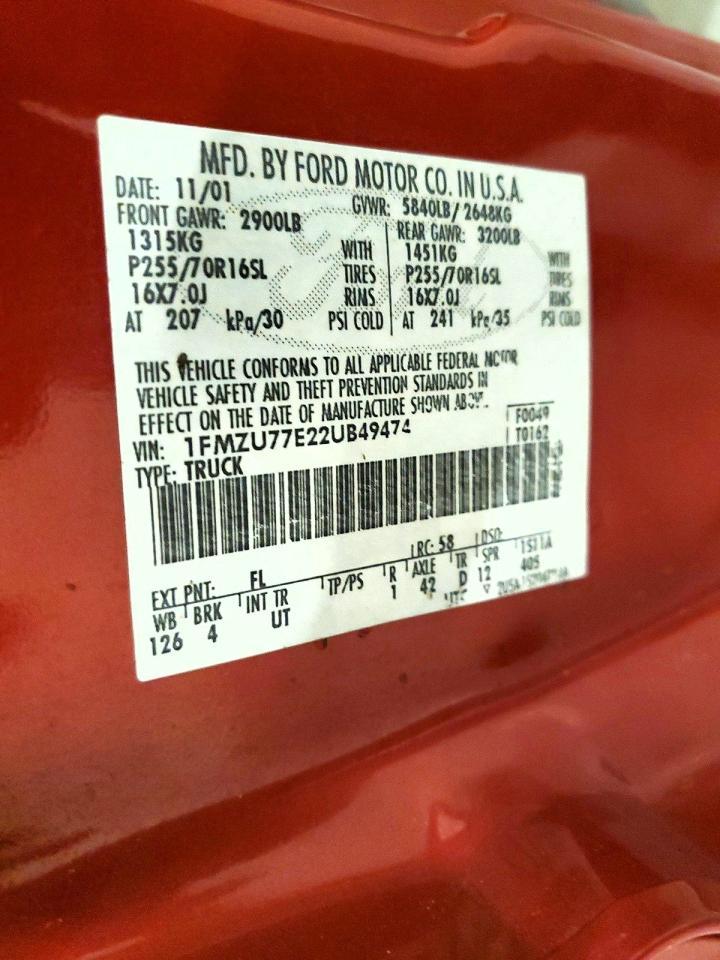 MFD. BY FORD MOTOR CO. IN U.S.A.
DATE: 11/01 GVWR: 5840LB/ 2648KG
FRONT GAWR: 2900LB REAR GAWR: 3200LB
1315KG WITH 1451KG WITH
P255/70R16SL TIRES P255/70R16SL TIRES
16X7.0J RIMS 16X7.0J RIMS
AT 207 kPa/30 PSI COLD AT 241 kPa/35 PSI COLD
THIS VEHICLE CONFORMS TO ALL APPLICABLE FEDERAL MOTOR
VEHICLE SAFETY AND THEFT PREVENTION STANDARDS IN
EFFECT ON THE DATE OF MANUFACTURE SHOWN ABOVE.
VIN: 1FMZU77E22UB49474 F0049
TYPE: TRUCK T0162
EXT PNT: FL RC: 58 DSO:
WB BRK INT TR TP/PS R AXLE TR SPR 1511A
126 4 UT 1 42 D 12 405
UTC